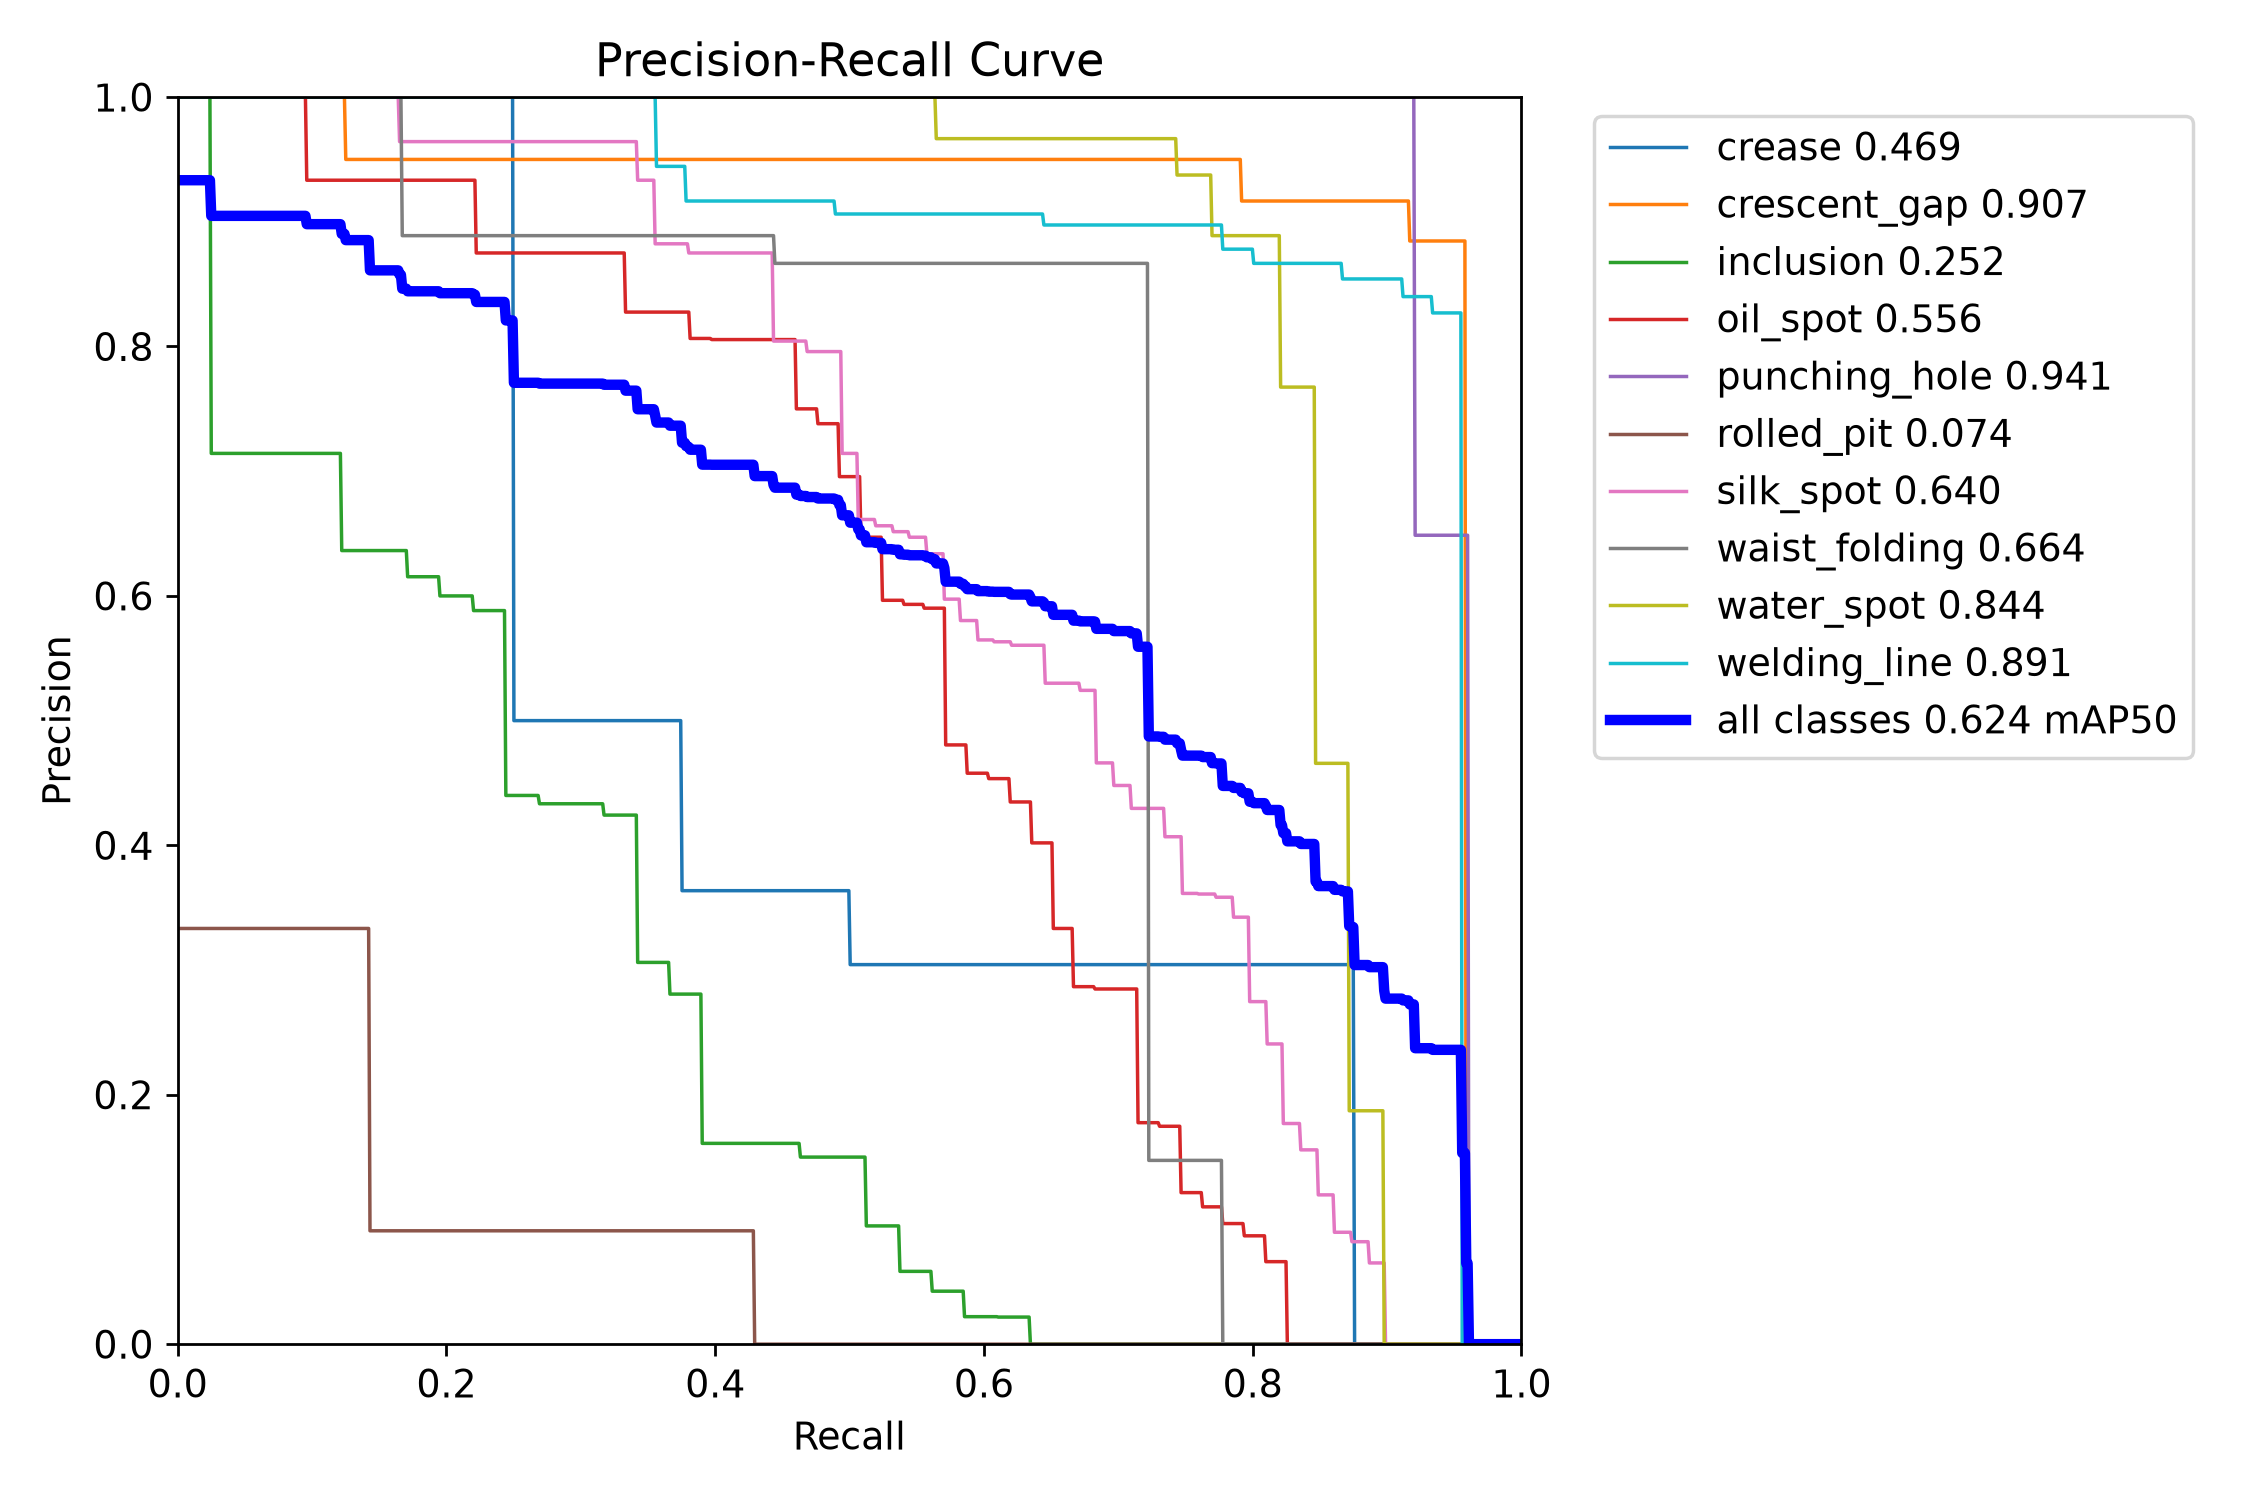 Precision-Recall Curve
1.0
0.8
0.6
0.4
0.2
0.0
Precision
0.0 0.2 0.4 0.6 0.8 1.0
Recall
crease 0.469
crescent_gap 0.907
inclusion 0.252
oil_spot 0.556
punching_hole 0.941
rolled_pit 0.074
silk_spot 0.640
waist_folding 0.664
water_spot 0.844
welding_line 0.891
all classes 0.624 mAP50